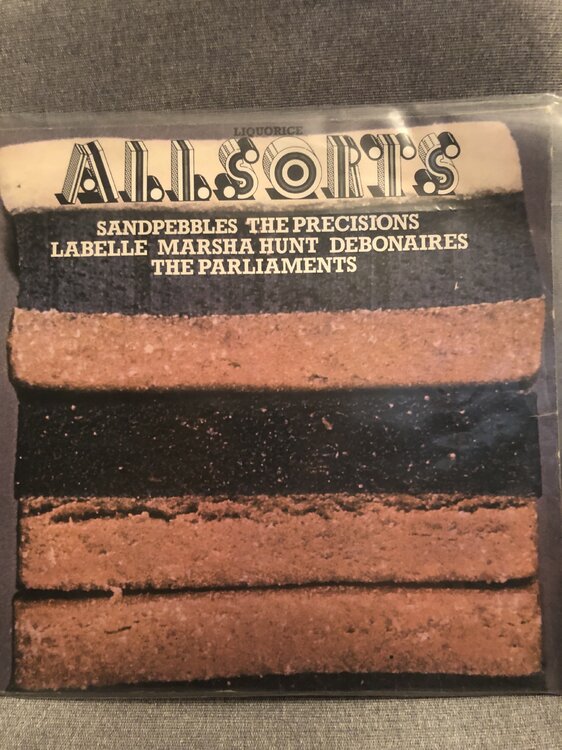 LIQUORICE
ALLSORTS
SANDPEBBLES THE PRECISIONS
LABELLE MARSHA HUNT DEBONAIRES
THE PARLIAMENTS